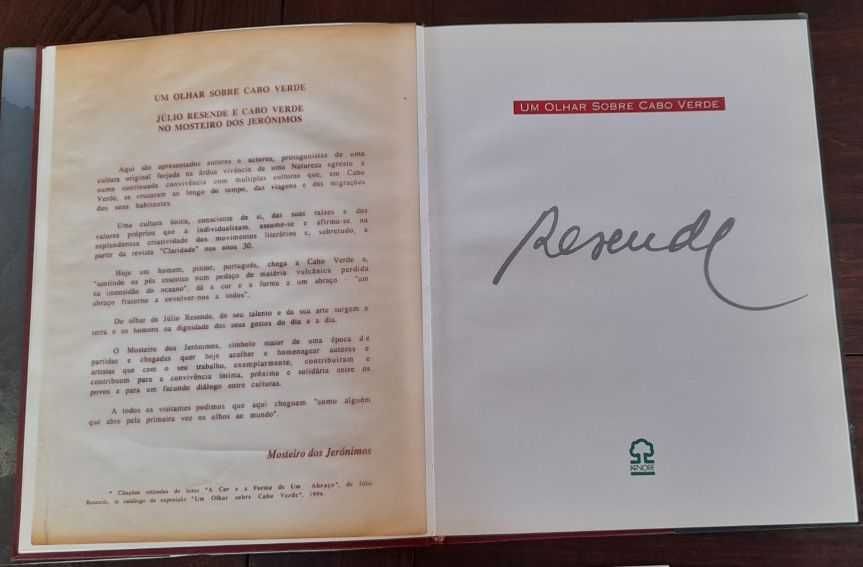 UM OLHAR SOBRE CABO VERDE
JÚLIO RESENDE E CABO VERDE
NO MOSTEIRO DOS JERÓNIMOS
Aqui são apresentados autores e actores, protagonistas de uma
cultura original forjada na árdua vivência de uma Natureza agreste e
numa continuada convivência com multiplas culturas que, em Cabo
Verde, se cruzaram ao longo do tempo, das viagens e das migrações
dos seus habitantes.
Uma cultura única, consciente de si, das suas raízes e dos
valores próprios que a individualizam, assume-se e afirma-se na
esplendorosa criatividade dos movimentos literários e, sobretudo, a
partir da revista "Claridade" nos anos 30.
Hoje um homem, pintor, português, chega a Cabo Verde e,
"sentindo os pés assentes num pedaço de matéria vulcânica perdida
na imensidão do oceano", dá a cor e a forma a um abraço - "um
abraço fraterno a envolver-nos a todos".
Do olhar de Júlio Resende, do seu talento e da sua arte surgem a
terra e os homens na dignidade dos seus gestos do dia a dia.
O Mosteiro dos Jerónimos, símbolo maior de uma época de
partidas e chegadas quer hoje acolher e homenagear autores e
artistas que com o seu trabalho, exemplarmente, contribuiram e
contribuem para a convivência íntima, próxima e solidária entre os
povos e para um fecundo diálogo entre culturas.
A todos os visitantes pedimos que aqui cheguem "como alguém
que abre pela primeira vez os olhos ao mundo".
Mosteiro dos Jerónimos
* Citações retiradas do texto "A Cor e a Forma de Um Abraço", de Júlio
Resende, in catálogo da exposição "Um Olhar sobre Cabo Verde", 1994.
UM OLHAR SOBRE CABO VERDE
Resende